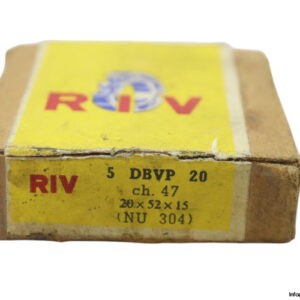 RIV
RIV 5 DBVP 20
ch. 47
20×52×15
(NU 304)